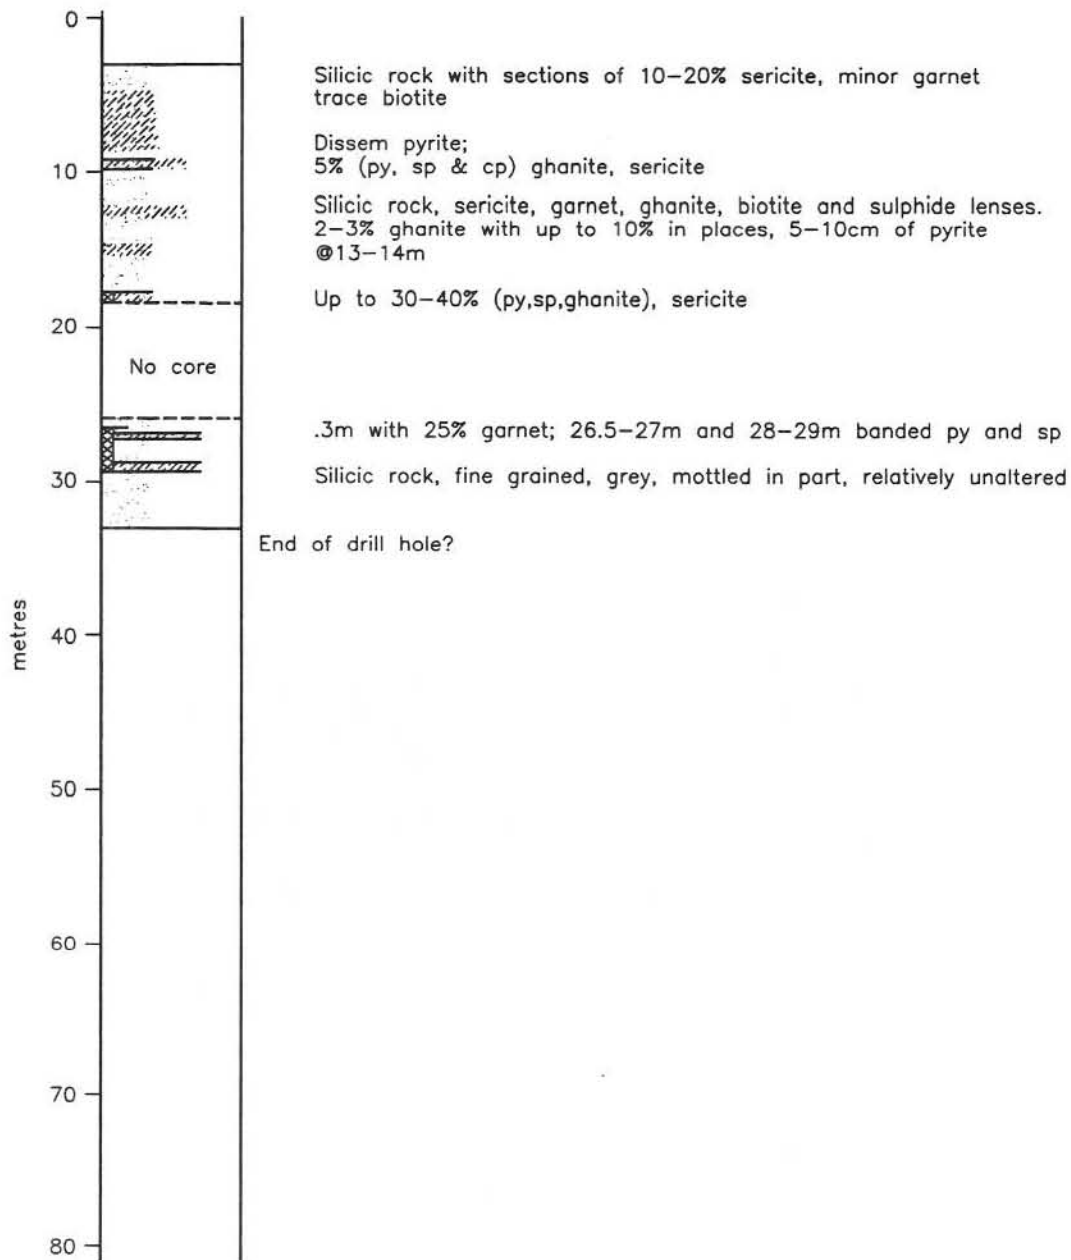 0
Silicic rock with sections of 10–20% sericite, minor garnet
trace biotite
Dissem pyrite;
10
5% (py, sp & cp) ghanite, sericite
Silicic rock, sericite, garnet, ghanite, biotite and sulphide lenses.
2–3% ghanite with up to 10% in places, 5–10cm of pyrite
@13–14m
Up to 30–40% (py,sp,ghanite), sericite
20
No core
.3m with 25% garnet; 26.5–27m and 28–29m banded py and sp
30
Silicic rock, fine grained, grey, mottled in part, relatively unaltered
End of drill hole?
metres
40
50
60
70
80